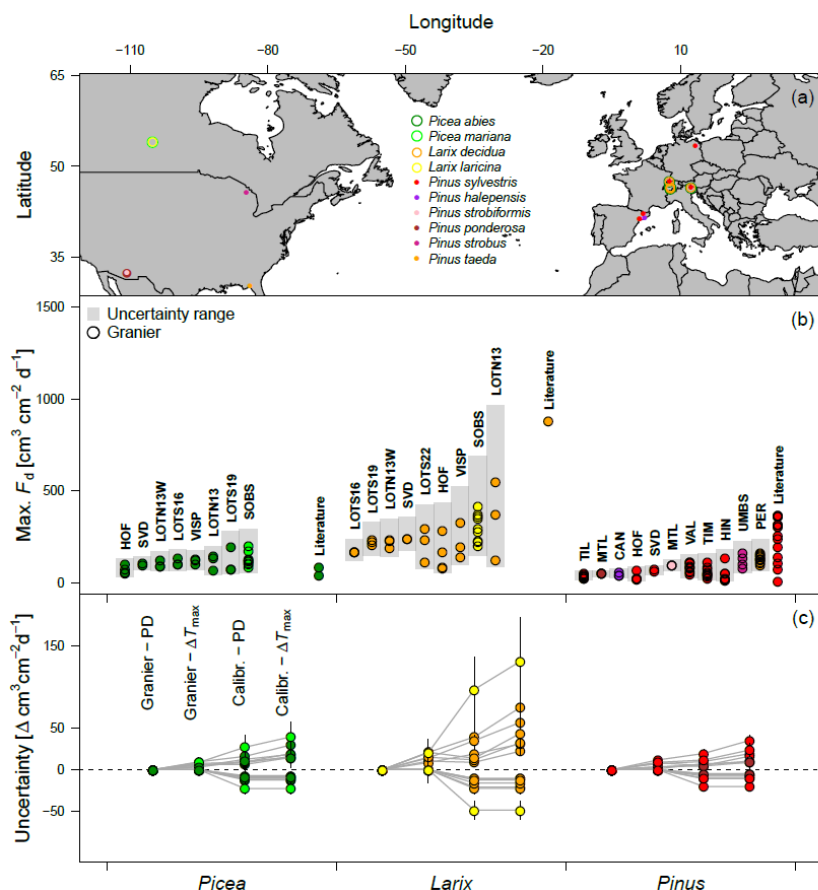 Longitude
−110 −80 −50 −20 10
(a)
Latitude
65
50
35
Picea abies
Picea mariana
Larix decidua
Larix laricina
Pinus sylvestris
Pinus halepensis
Pinus strobiformis
Pinus ponderosa
Pinus strobus
Pinus taeda
(b)
Max. Fd [cm³ cm⁻² d⁻¹]
1500
1000
500
0
Uncertainty range
Granier
HOF
SVD
LOTN13W
LOTS16
VISP
LOTN13
LOTS19
SOBS
Literature
LOTS16
LOTS19
LOTN13W
SVD
LOTS22
HOF
VISP
SOBS
LOTN13
Literature
TIL
MTL
CAN
HOF
SVD
MTL
VAL
TIM
HIN
UMBS
PER
Literature
(c)
Uncertainty [Δ cm³cm⁻²d⁻¹]
150
50
0
−50
Granier − PD
Granier − ΔTmax
Calibr. − PD
Calibr. − ΔTmax
Picea Larix Pinus